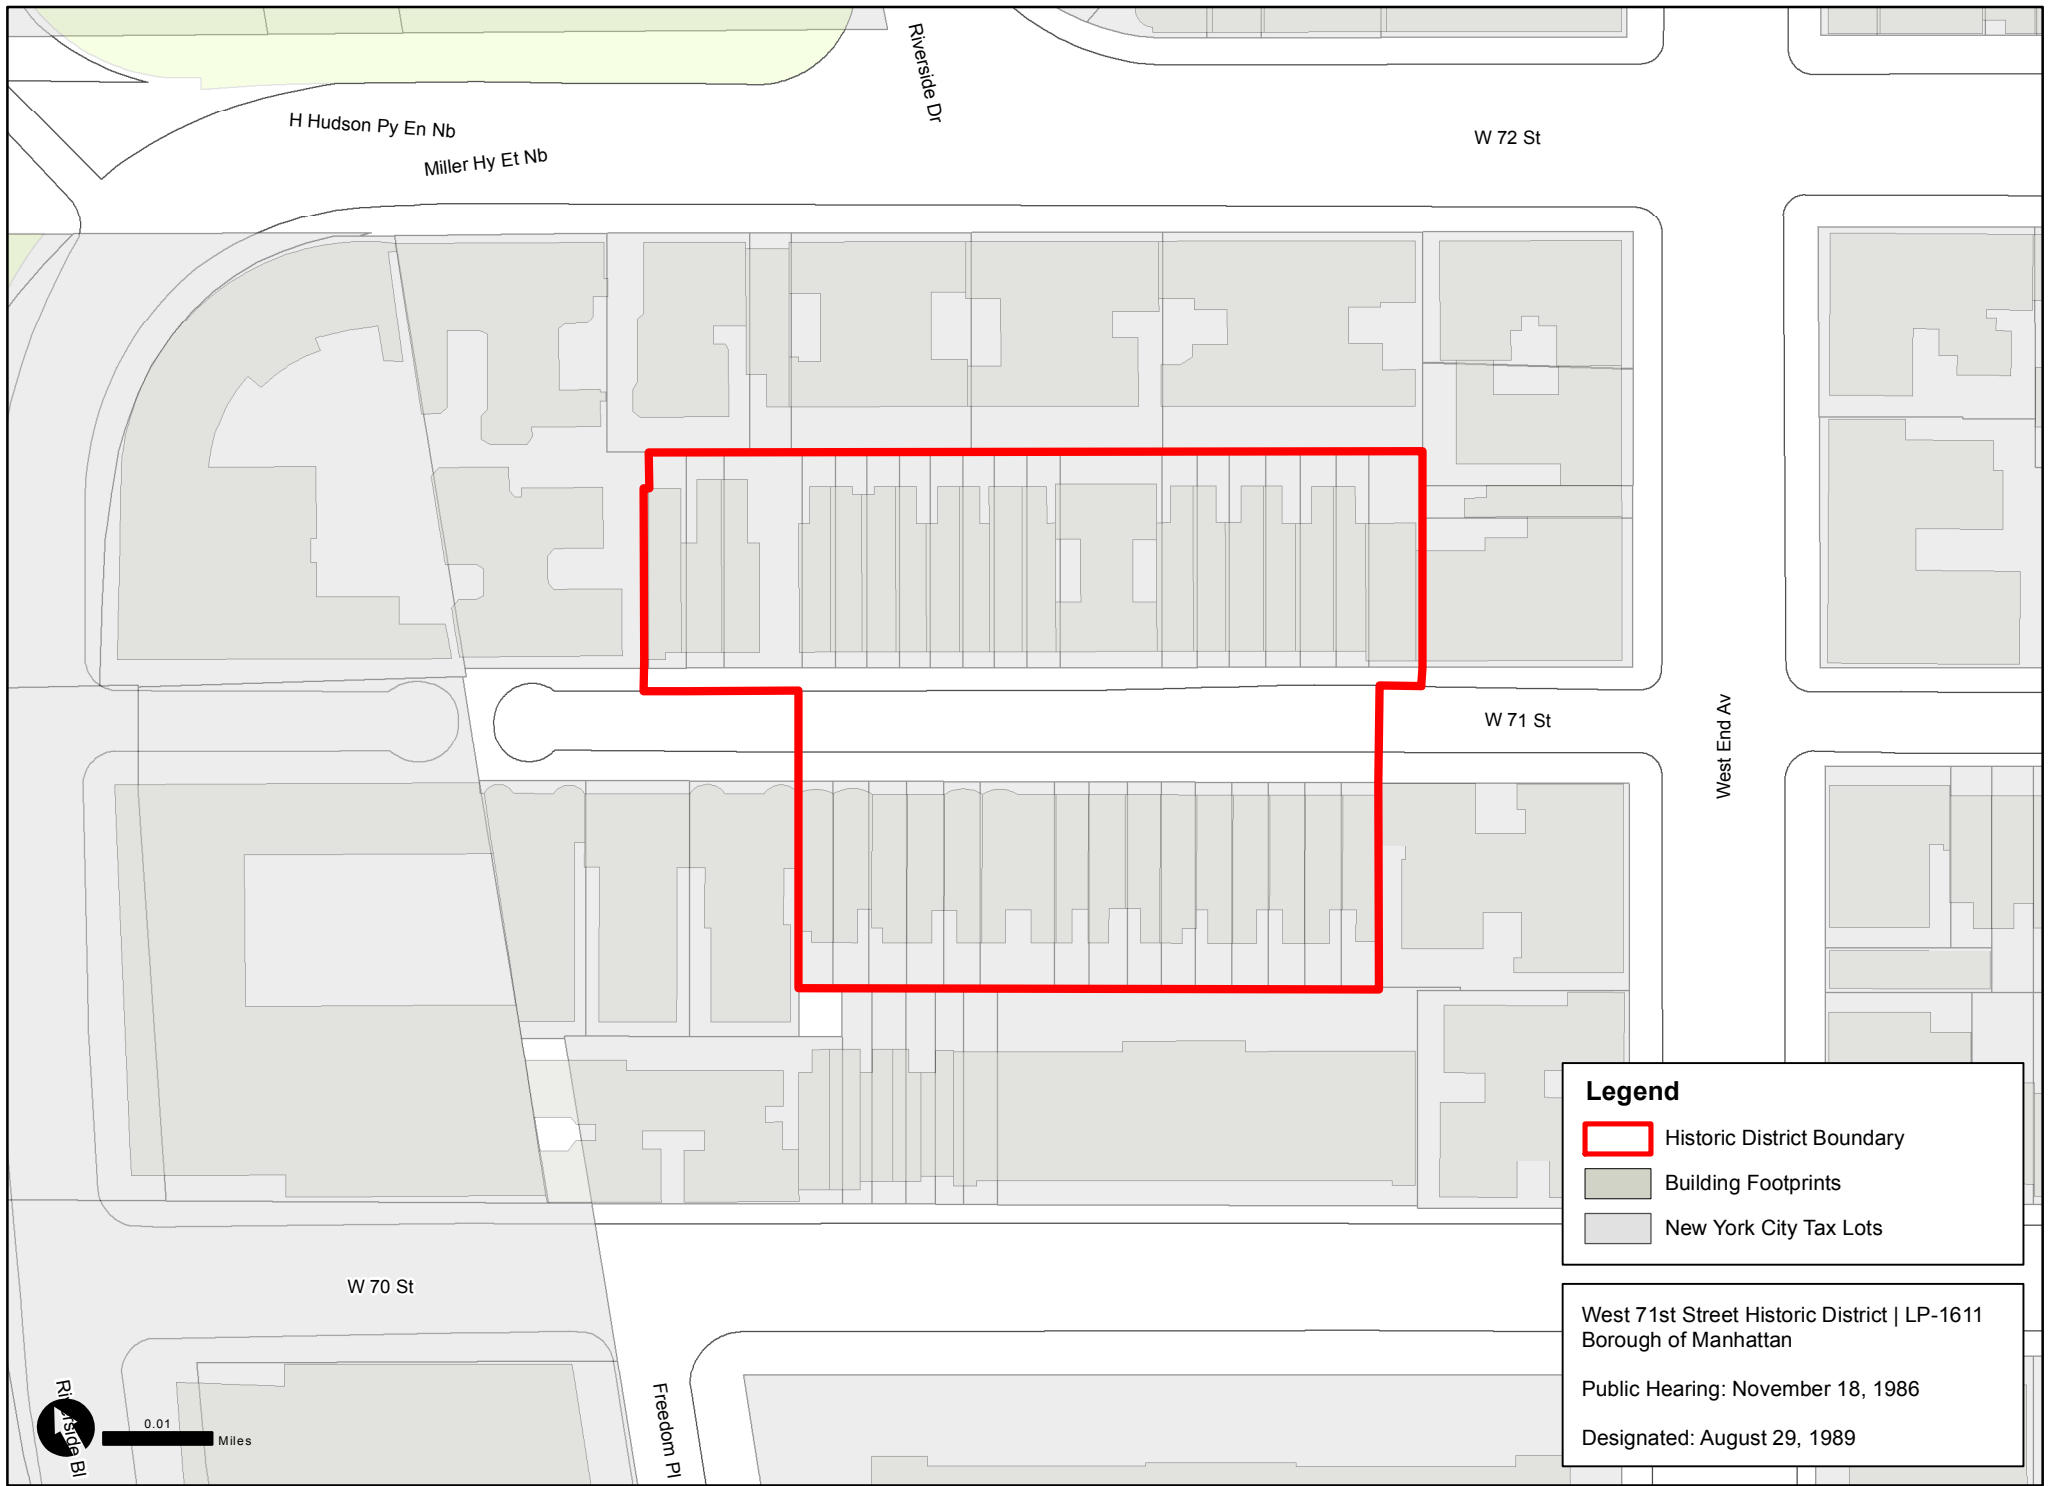 Riverside Dr
H Hudson Py En Nb
W 72 St
Miller Hy Et Nb
W 71 St
West End Av
Legend
Historic District Boundary
Building Footprints
New York City Tax Lots
W 70 St
West 71st Street Historic District | LP-1611
Borough of Manhattan
Public Hearing: November 18, 1986
Designated: August 29, 1989
Riverside Bl
0.01
Miles
Freedom Pl